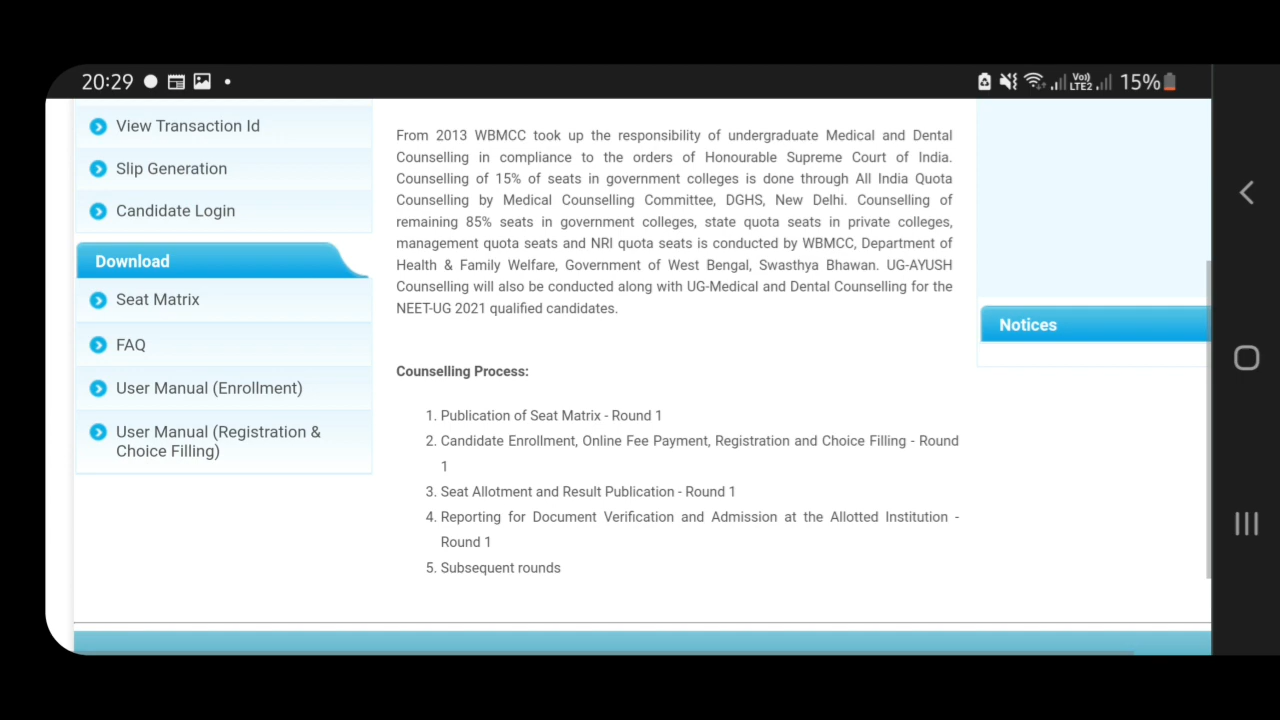 20:29
Vo))
LTE2
15%
View Transaction Id
Slip Generation
Candidate Login
Download
Seat Matrix
FAQ
User Manual (Enrollment)
User Manual (Registration &
Choice Filling)
From 2013 WBMCC took up the responsibility of undergraduate Medical and Dental
Counselling in compliance to the orders of Honourable Supreme Court of India.
Counselling of 15% of seats in government colleges is done through All India Quota
Counselling by Medical Counselling Committee, DGHS, New Delhi. Counselling of
remaining 85% seats in government colleges, state quota seats in private colleges,
management quota seats and NRI quota seats is conducted by WBMCC, Department of
Health & Family Welfare, Government of West Bengal, Swasthya Bhawan. UG-AYUSH
Counselling will also be conducted along with UG-Medical and Dental Counselling for the
NEET-UG 2021 qualified candidates.
Counselling Process:
1. Publication of Seat Matrix - Round 1
2. Candidate Enrollment, Online Fee Payment, Registration and Choice Filling - Round
1
3. Seat Allotment and Result Publication - Round 1
4. Reporting for Document Verification and Admission at the Allotted Institution -
Round 1
5. Subsequent rounds
Notices